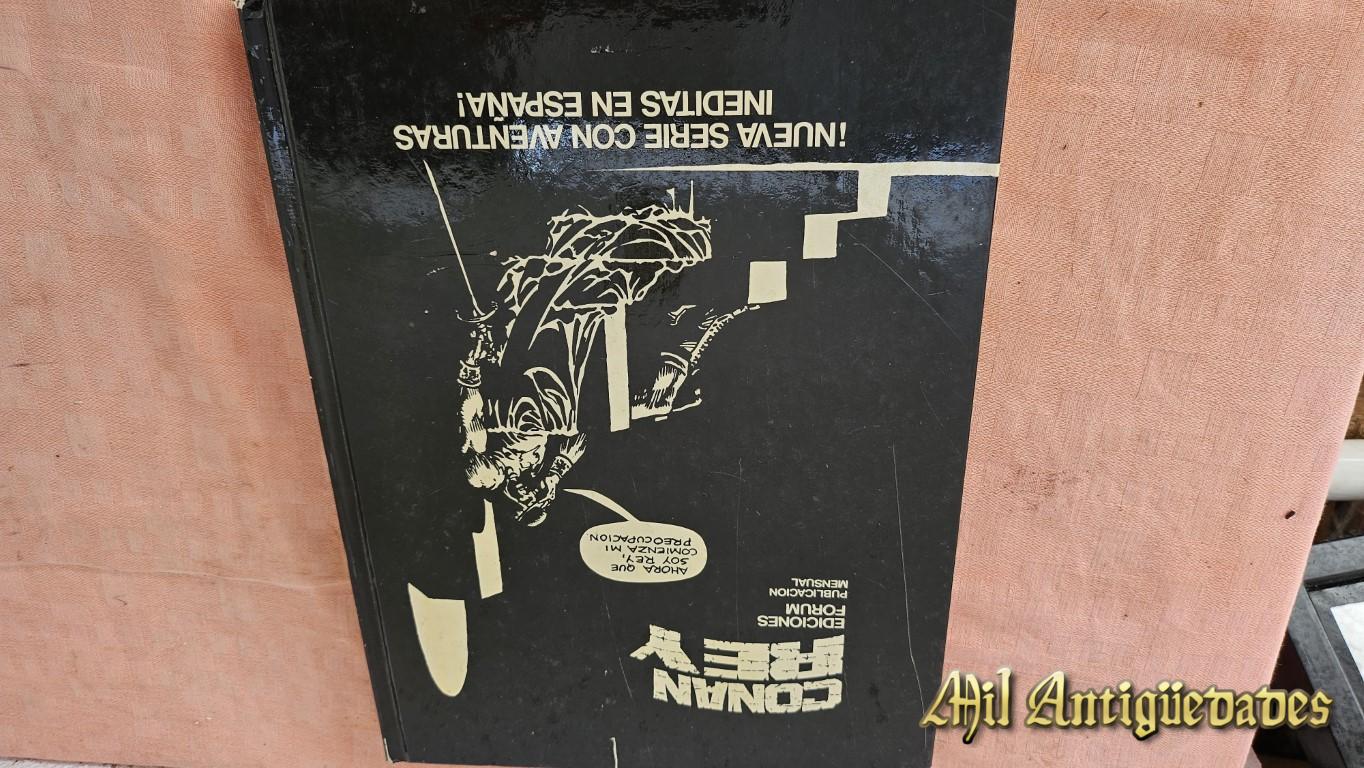 CONAN
REY
EDICIONES
FORUM
PUBLICACION
MENSUAL
AHORA QUE
SOY REY,
COMIENZA MI
PREOCUPACION
¡NUEVA SERIE CON AVENTURAS
INEDITAS EN ESPAÑA!
Mil Antigüedades